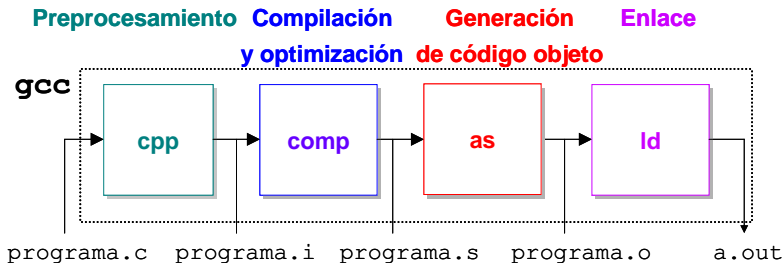 Preprocesamiento Compilación Generación Enlace
y optimización de código objeto
gcc
cpp comp as ld
programa.c programa.i programa.s programa.o a.out